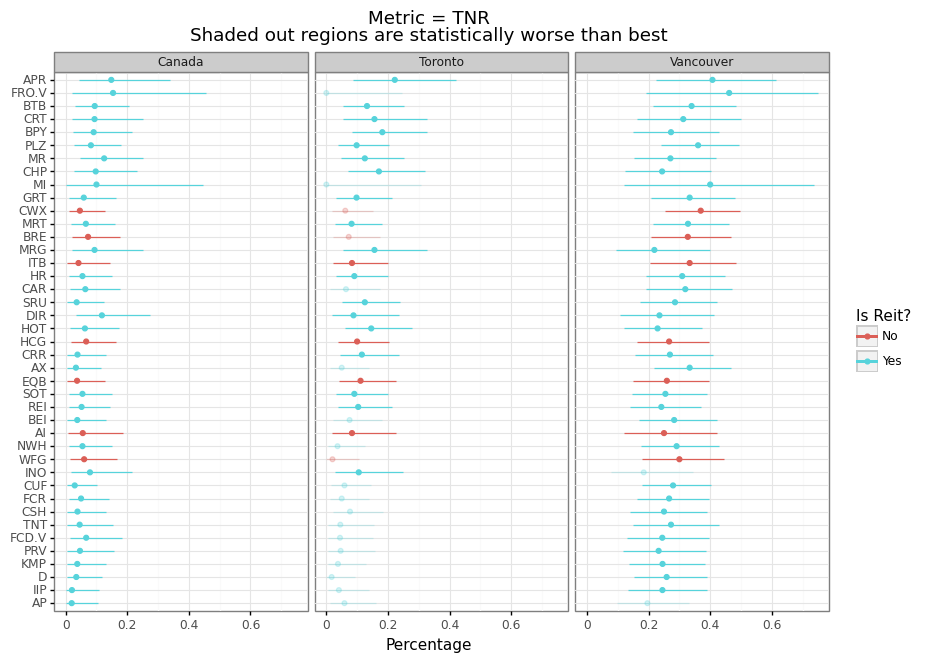 Metric = TNR
Shaded out regions are statistically worse than best
Canada Toronto Vancouver
APR
FRO.V
BTB
CRT
BPY
PLZ
MR
CHP
MI
GRT
CWX
MRT
BRE
MRG
ITB
HR
CAR
SRU
DIR
HOT
HCG
CRR
AX
EQB
SOT
REI
BEI
AI
NWH
WFG
INO
CUF
FCR
CSH
TNT
FCD.V
PRV
KMP
D
IIP
AP
0 0.2 0.4 0.6 0 0.2 0.4 0.6 0 0.2 0.4 0.6
Percentage
Is Reit?
No
Yes